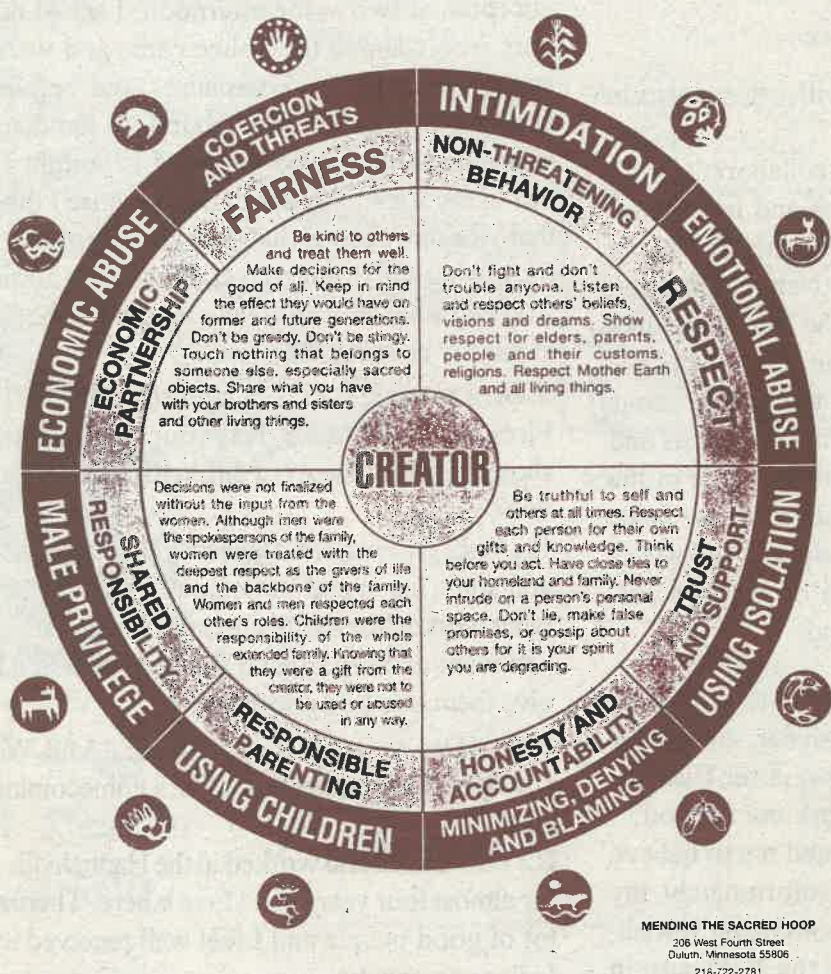 COERCION
AND THREATS
INTIMIDATION
EMOTIONAL ABUSE
USING ISOLATION
MINIMIZING, DENYING
AND BLAMING
USING CHILDREN
MALE PRIVILEGE
ECONOMIC ABUSE
FAIRNESS
NON-THREATENING
BEHAVIOR
RESPECT
TRUST
AND SUPPORT
HONESTY AND
ACCOUNTABILITY
RESPONSIBLE
PARENTING
SHARED
RESPONSIBILITY
ECONOMIC
PARTNERSHIP
Be kind to others
and treat them well.
Make decisions for the
good of all. Keep in mind
the effect they would have on
former and future generations.
Don't be greedy. Don't be stingy.
Touch nothing that belongs to
someone else, especially sacred
objects. Share what you have
with your brothers and sisters
and other living things.
Don't fight and don't
trouble anyone. Listen
and respect others' beliefs,
visions and dreams. Show
respect for elders, parents,
people and their customs,
religions. Respect Mother Earth
and all living things.
CREATOR
Decisions were not finalized
without the input from the
women. Although men were
the spokespersons of the family,
women were treated with the
deepest respect as the givers of life
and the backbone of the family.
Women and men respected each
other's roles. Children were the
responsibility of the whole
extended family. Knowing that
they were a gift from the
creator, they were not to
be used or abused
in any way.
Be truthful to self and
others at all times. Respect
each person for their own
gifts and knowledge. Think
before you act. Have close ties to
your homeland and family. Never
intrude on a person's personal
space. Don't lie, make false
promises, or gossip about
others for it is your spirit
you are degrading.
MENDING THE SACRED HOOP
206 West Fourth Street
Duluth, Minnesota 55806
218-722-2781